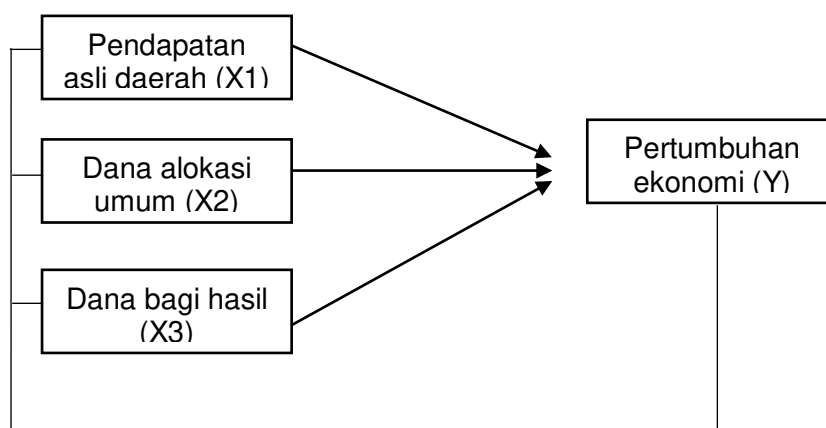 Pendapatan
asli daerah (X1)
Dana alokasi
umum (X2)
Dana bagi hasil
(X3)
Pertumbuhan
ekonomi (Y)